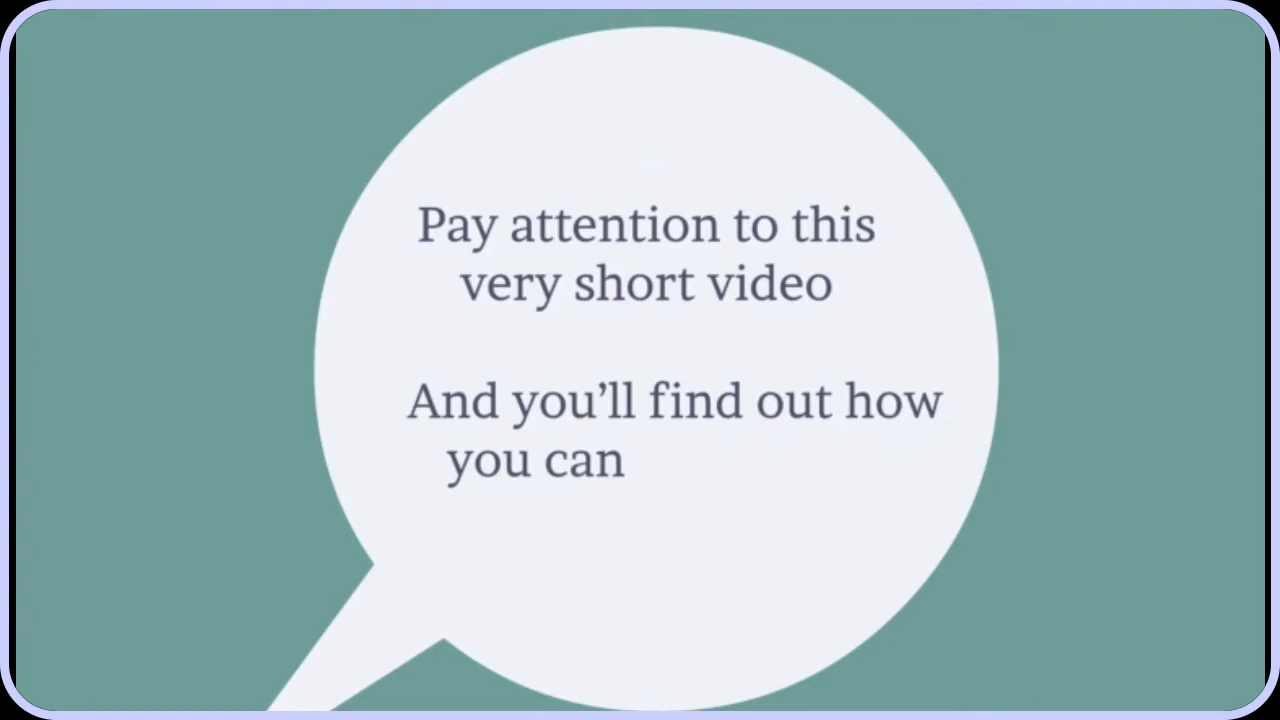 Pay attention to this
very short video
And you’ll find out how
you can